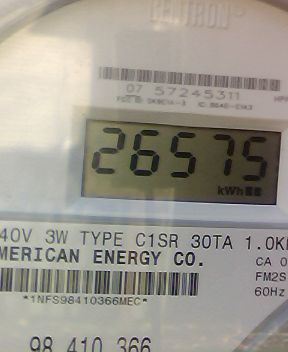 CENTRON
07 57245311
26575
kWh
40V 3W TYPE C1SR 30TA 1.0K
MERICAN ENERGY CO.
CA 0
FM2S
60Hz
*1NFS98410366MEC*
98 410 366